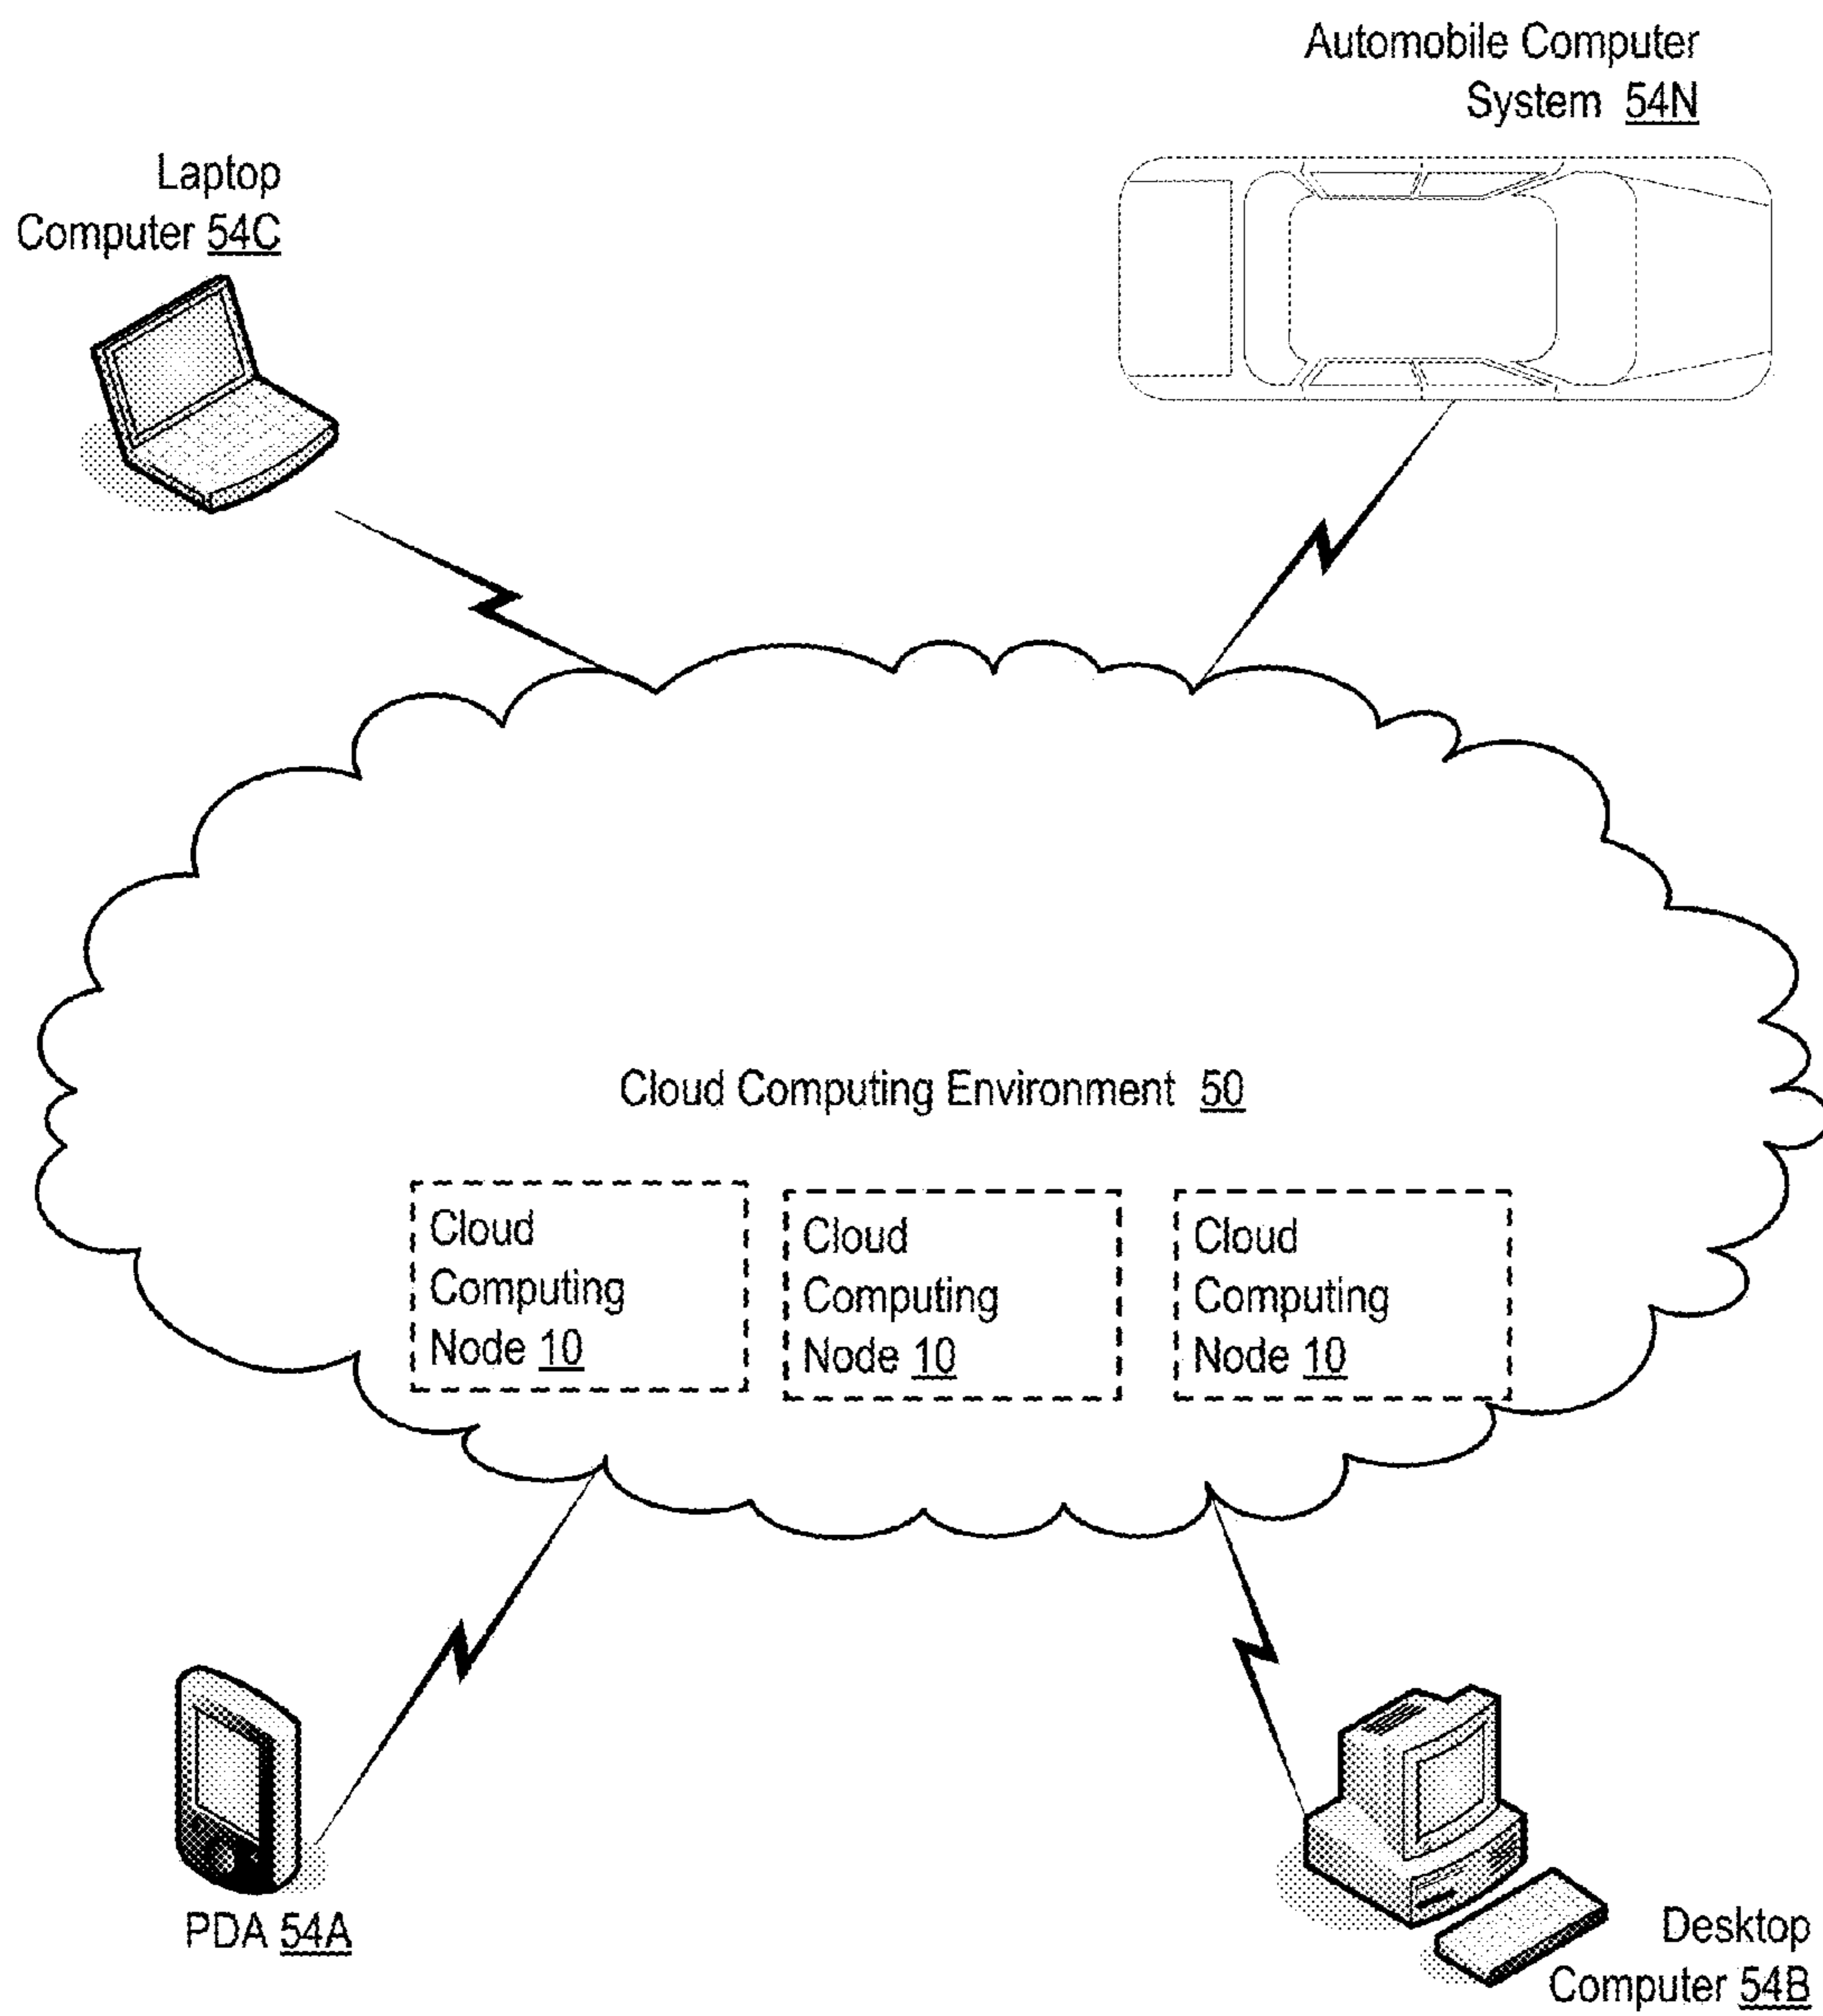 Automobile Computer
System 54N
Laptop
Computer 54C
Cloud Computing Environment 50
Cloud
Computing
Node 10
Cloud
Computing
Node 10
Cloud
Computing
Node 10
PDA 54A
Desktop
Computer 54B